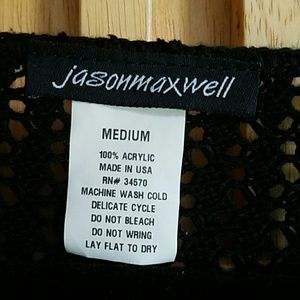 jasonmaxwell
MEDIUM
100% ACRYLIC
MADE IN USA
RN# 34570
MACHINE WASH COLD
DELICATE CYCLE
DO NOT BLEACH
DO NOT WRING
LAY FLAT TO DRY